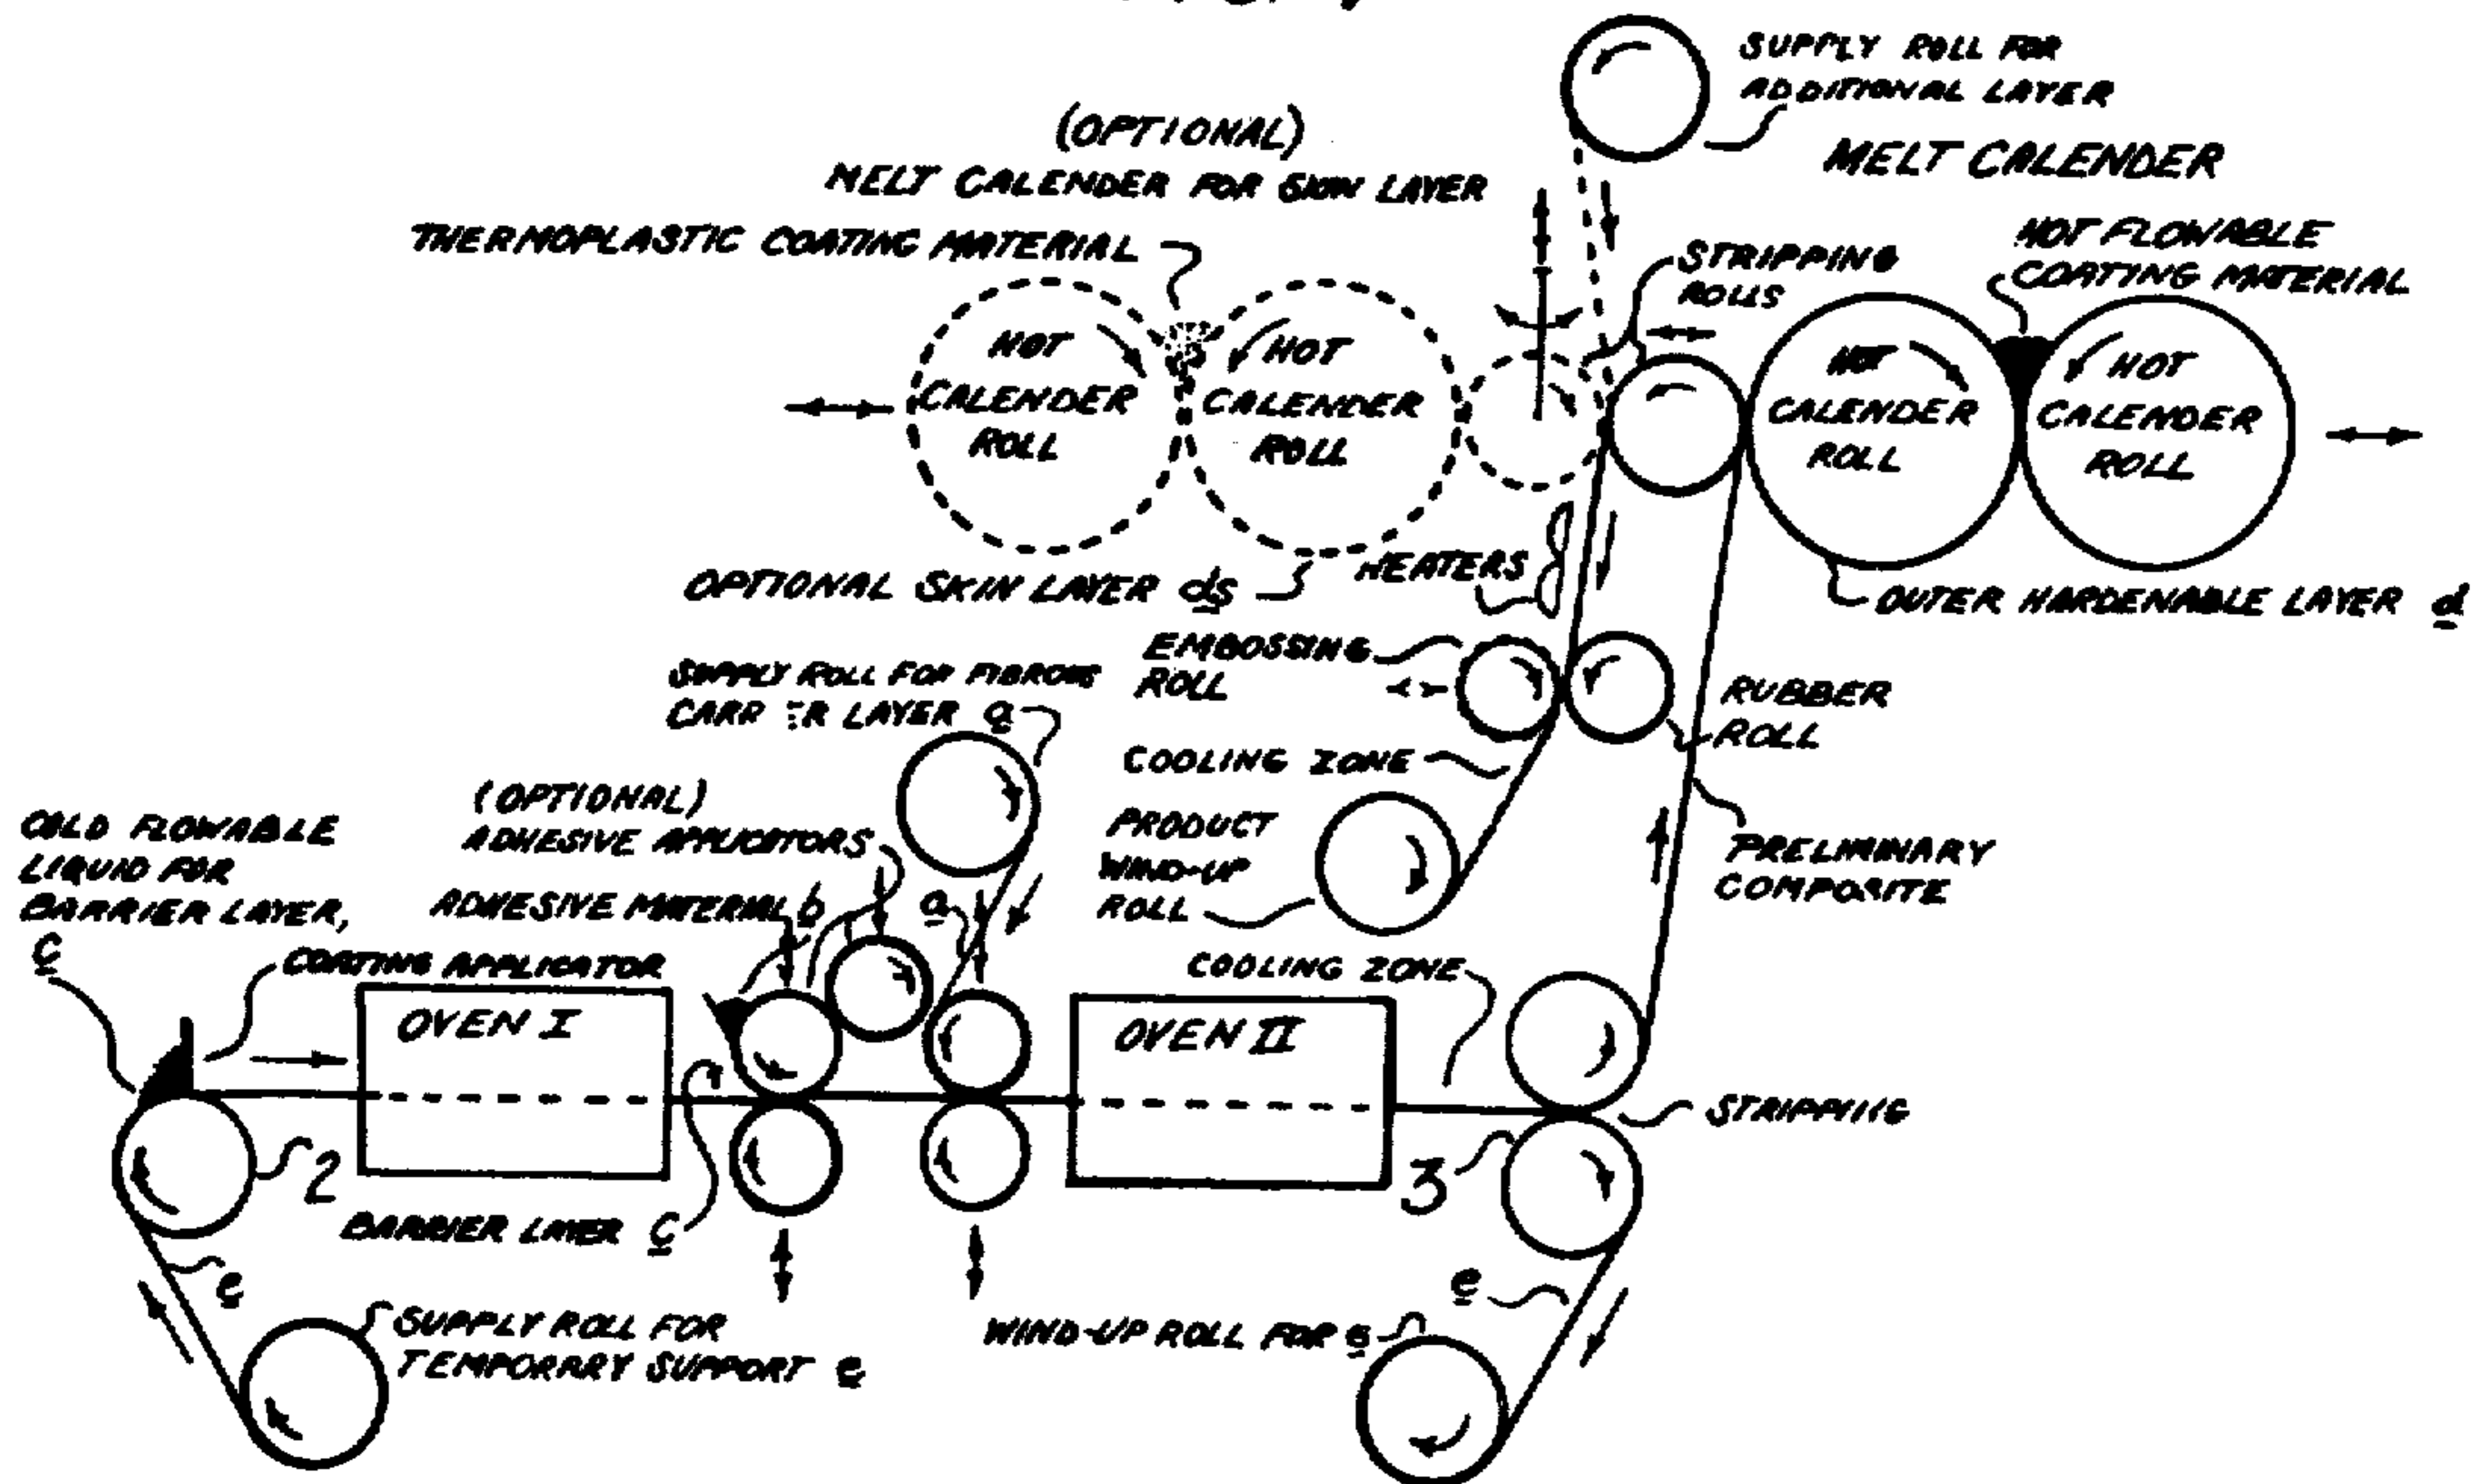 SUPPLY ROLL FOR
ADDITIONAL LAYER
MELT CALENDER
(OPTIONAL)
MELT CALENDER FOR SKIN LAYER
THERMOPLASTIC COATING MATERIAL
STRIPPING
ROLLS
HOT FLOWABLE
COATING MATERIAL
HOT
CALENDER
ROLL
HOT
CALENDER
ROLL
HOT
CALENDER
ROLL
HOT
CALENDER
ROLL
OPTIONAL SKIN LAYER ds
HEATERS
OUTER HARDENABLE LAYER d
EMBOSSING
ROLL
SUPPLY ROLL FOR FIBROUS
CARR ER LAYER a
RUBBER
ROLL
COOLING ZONE
(OPTIONAL)
ADHESIVE APPLICATORS
PRODUCT
WIND-UP
ROLL
PRELIMINARY
COMPOSITE
COLD FLOWABLE
LIQUID FOR
BARRIER LAYER,
c
ADHESIVE MATERIAL b
a
COATING APPLICATOR
COOLING ZONE
OVEN I
OVEN II
STRIPPING
2
3
BARRIER LAYER c
e
e
SUPPLY ROLL FOR
TEMPORARY SUPPORT e
WIND-UP ROLL FOR e